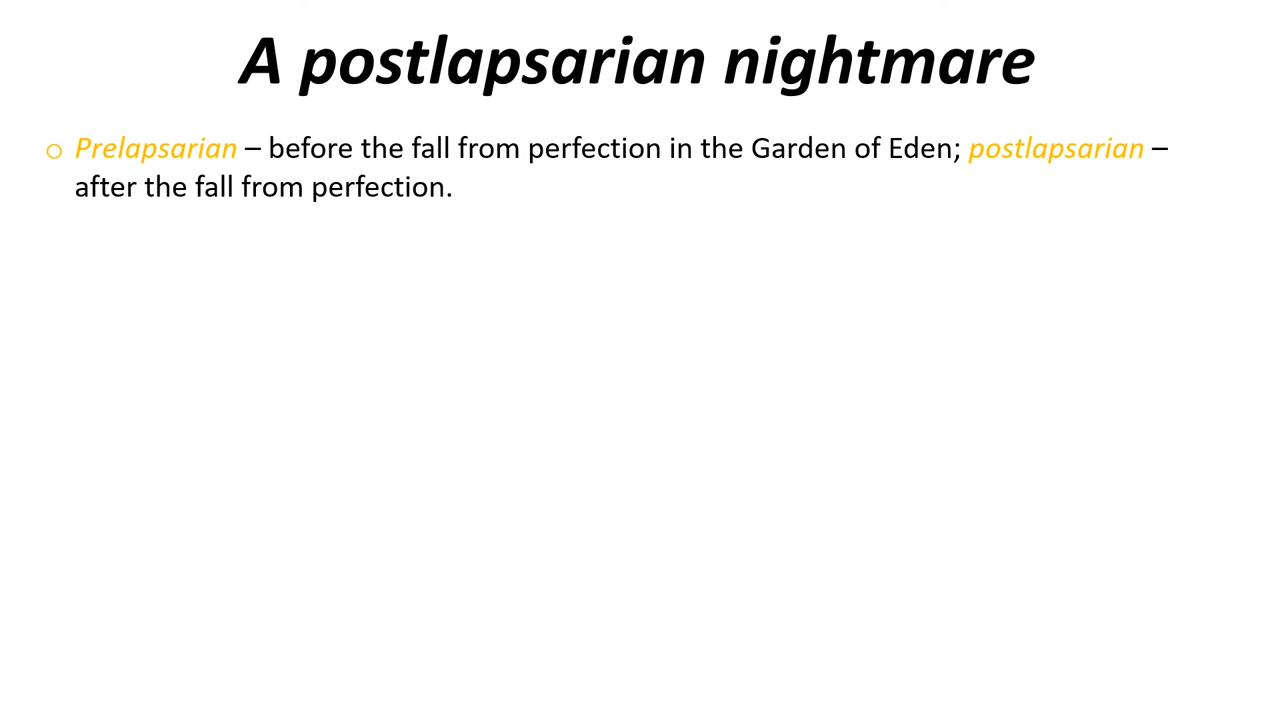 A postlapsarian nightmare
Prelapsarian – before the fall from perfection in the Garden of Eden; postlapsarian –
after the fall from perfection.